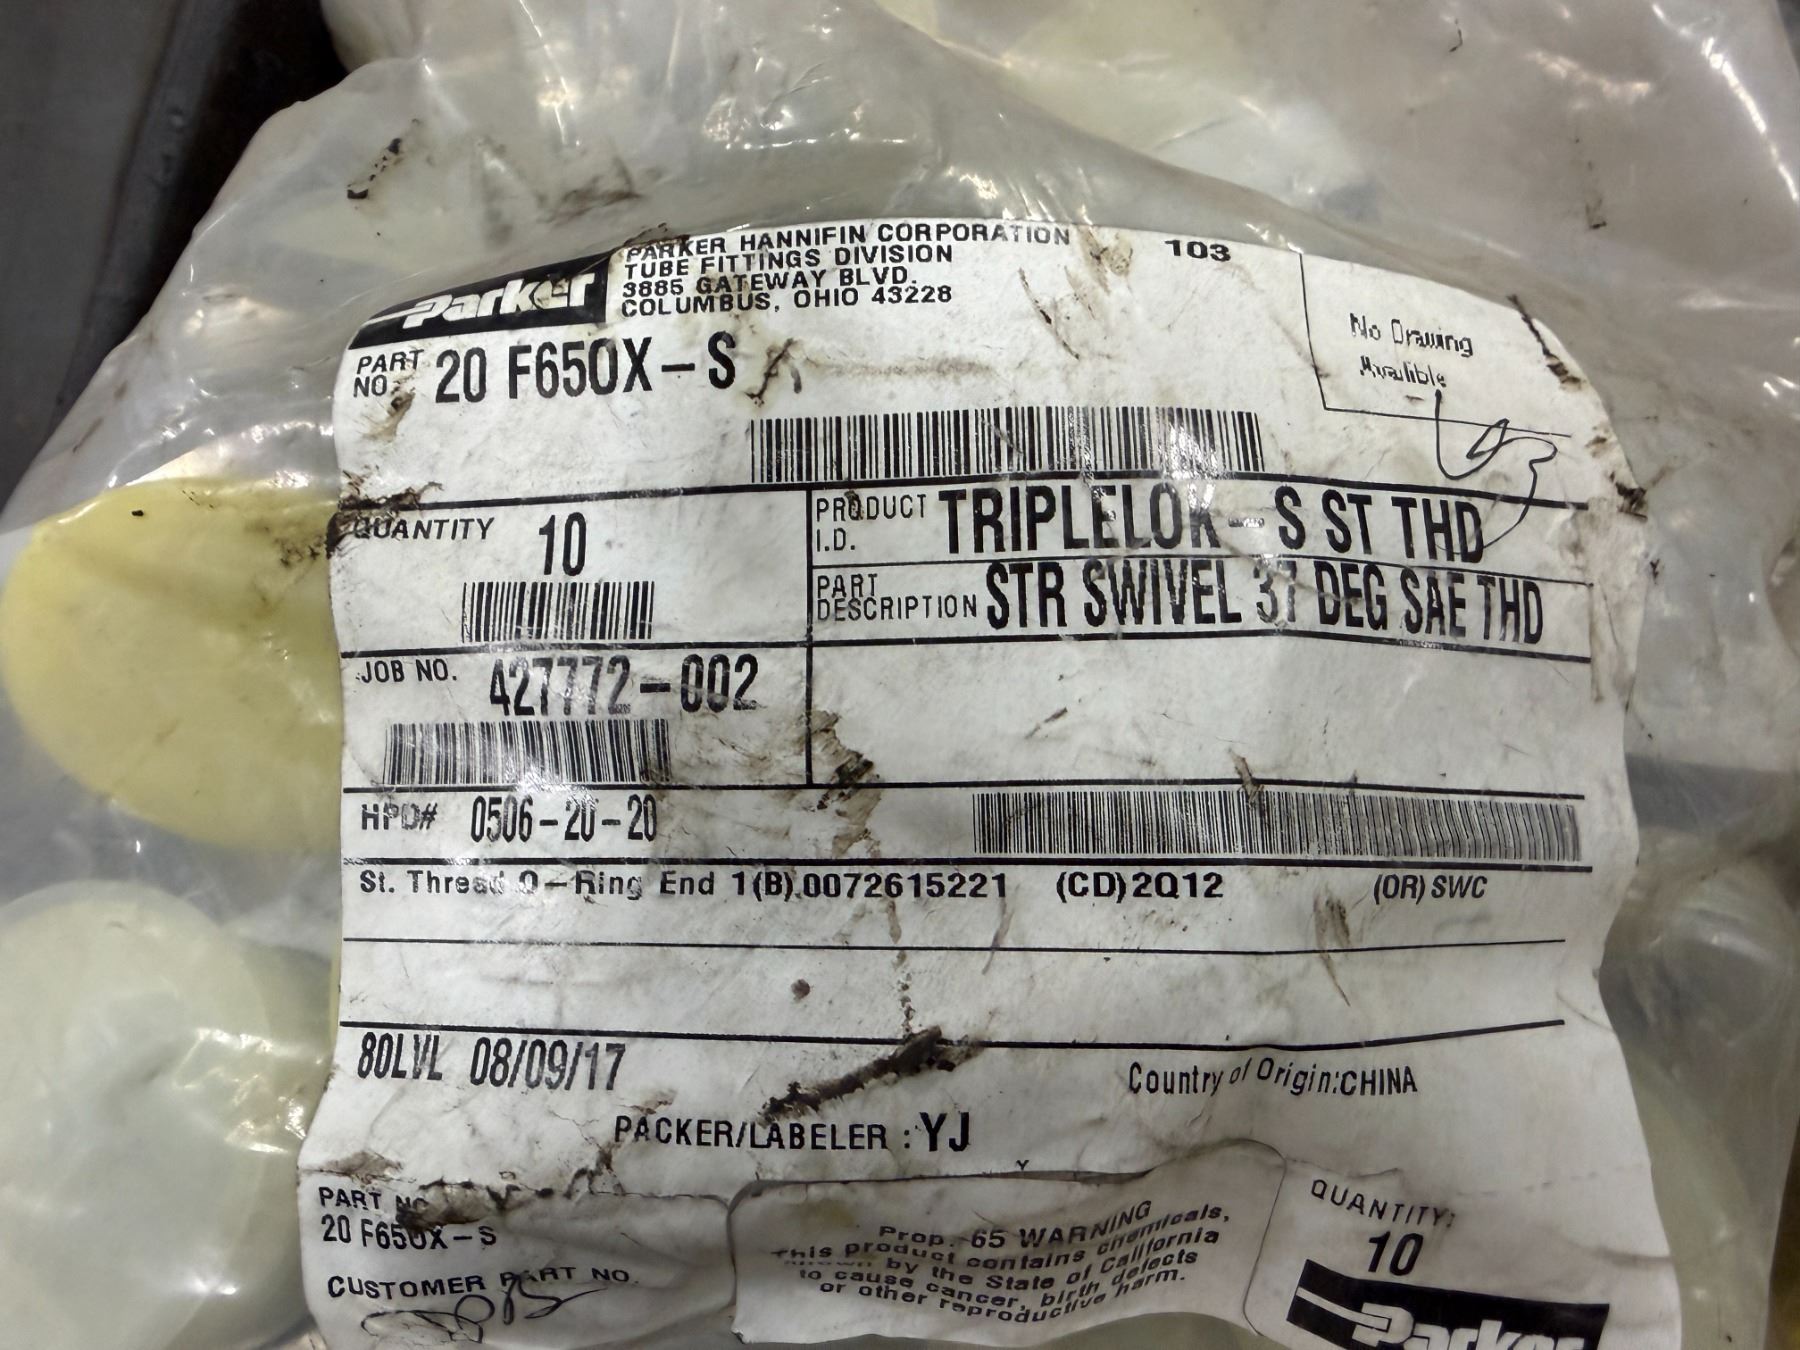 Parker
PARKER HANNIFIN CORPORATION
TUBE FITTINGS DIVISION
3885 GATEWAY BLVD.
COLUMBUS, OHIO 43228
103
No Drawing
Availible
PART NO. 20 F65OX-S
QUANTITY 10
PRODUCT I.D. TRIPLELOK-S ST THD
PART DESCRIPTION STR SWIVEL 37 DEG SAE THD
JOB NO. 427772-002
HPD# 0506-20-20
St. Thread O-Ring End 1(B).0072615221 (CD)2Q12 (OR) SWC
80LVL 08/09/17
Country of Origin:CHINA
PACKER/LABELER : YJ
PART NO
20 F65OX-S
CUSTOMER PART NO.
Prop. 65 WARNING
This product contains chemicals,
known by the State of California
to cause cancer, birth defects
or other reproductive harm.
QUANTITY:
10
Parker